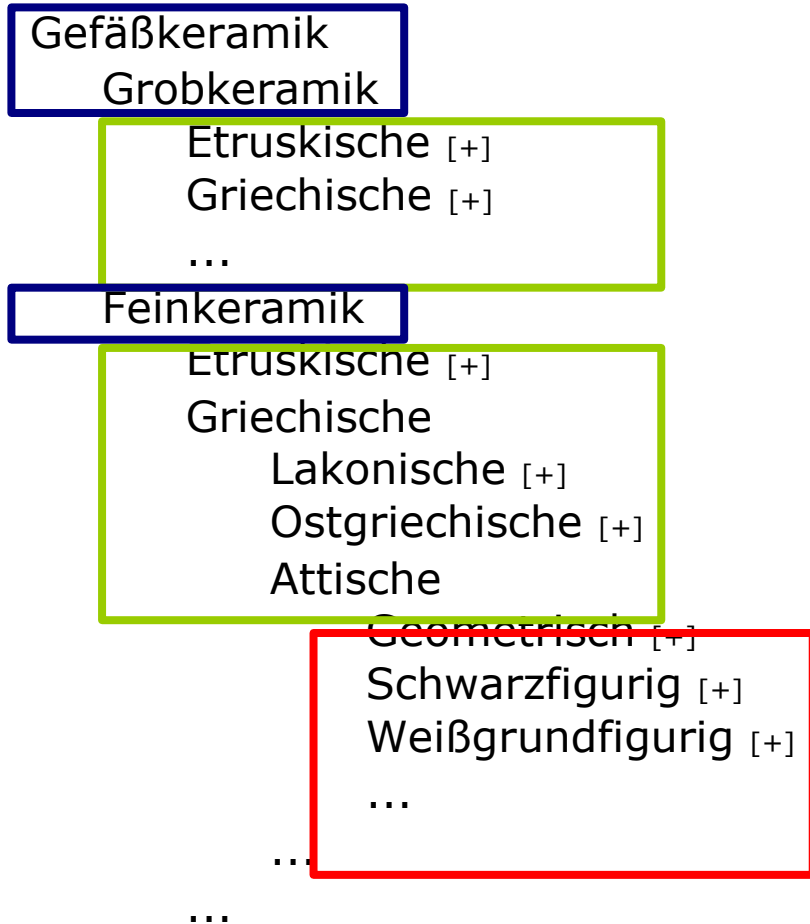 Gefäßkeramik
Grobkeramik
Etruskische [+]
Griechische [+]
...
Feinkeramik
Etruskische [+]
Griechische
Lakonische [+]
Ostgriechische [+]
Attische
Geometrisch [+]
Schwarzfigurig [+]
Weißgrundfigurig [+]
...
...
...